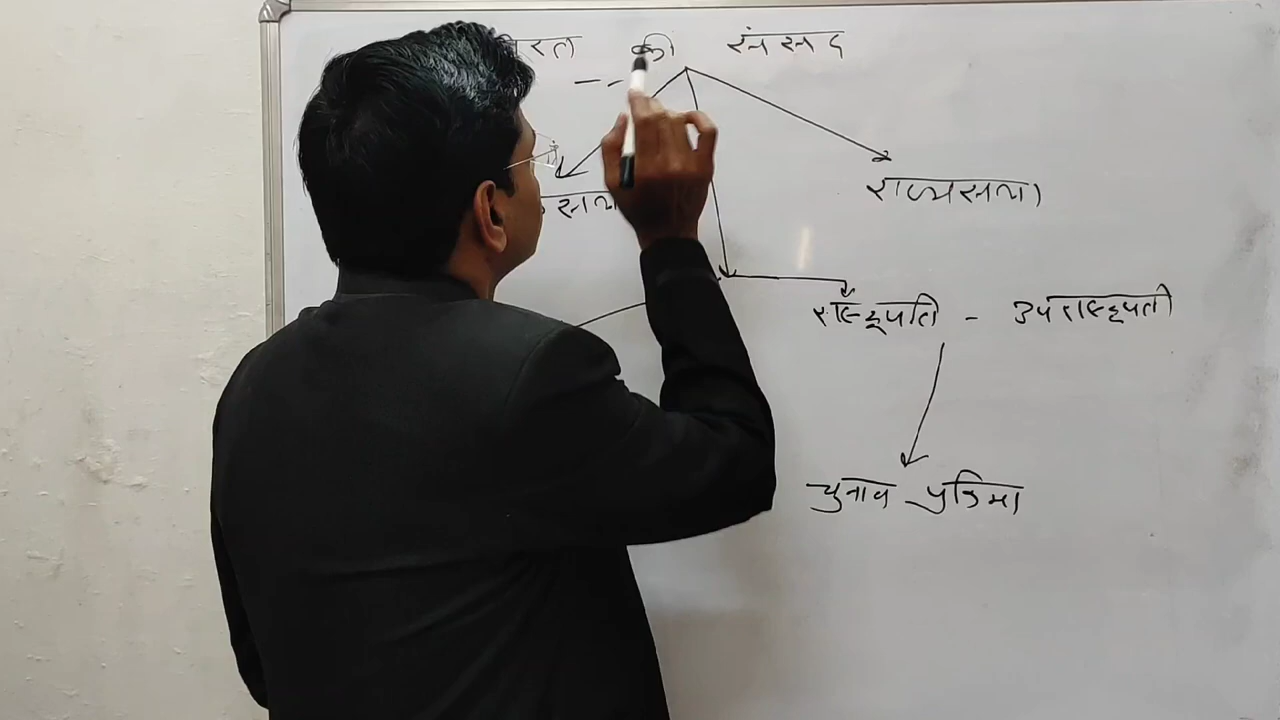 की संसद
राज्यसभा
राष्ट्रपति - उपराष्ट्रपती
चुनाव प्रक्रिया